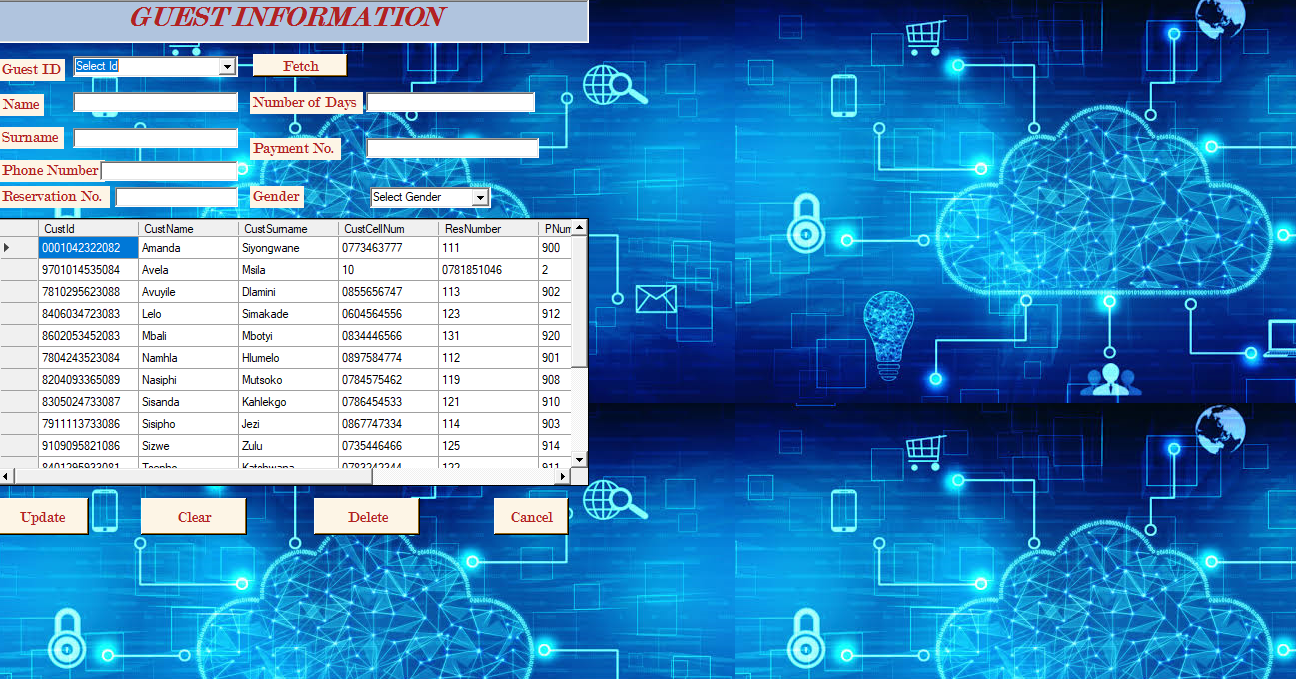 GUEST INFORMATION
Guest ID Select Id Fetch
Name Number of Days
Surname Payment No.
Phone Number
Reservation No. Gender Select Gender
CustId CustName CustSurname CustCellNum ResNumber PNum
0001042322082 Amanda Siyongwane 0773463777 111 900
9701014535084 Avela Msila 10 0781851046 2
7810295623088 Avuyile Dlamini 0855656747 113 902
8406034723083 Lelo Simakade 0604564556 123 912
8602053452083 Mbali Mbotyi 0834446566 131 920
7804243523084 Namhla Hlumelo 0897584774 112 901
8204093365089 Nasiphi Mutsoko 0784575462 119 908
8305024733087 Sisanda Kahlekgo 0786454533 121 910
7911113733086 Sisipho Jezi 0867747334 114 903
9109095821086 Sizwe Zulu 0735446466 125 914
122 911
Update Clear Delete Cancel